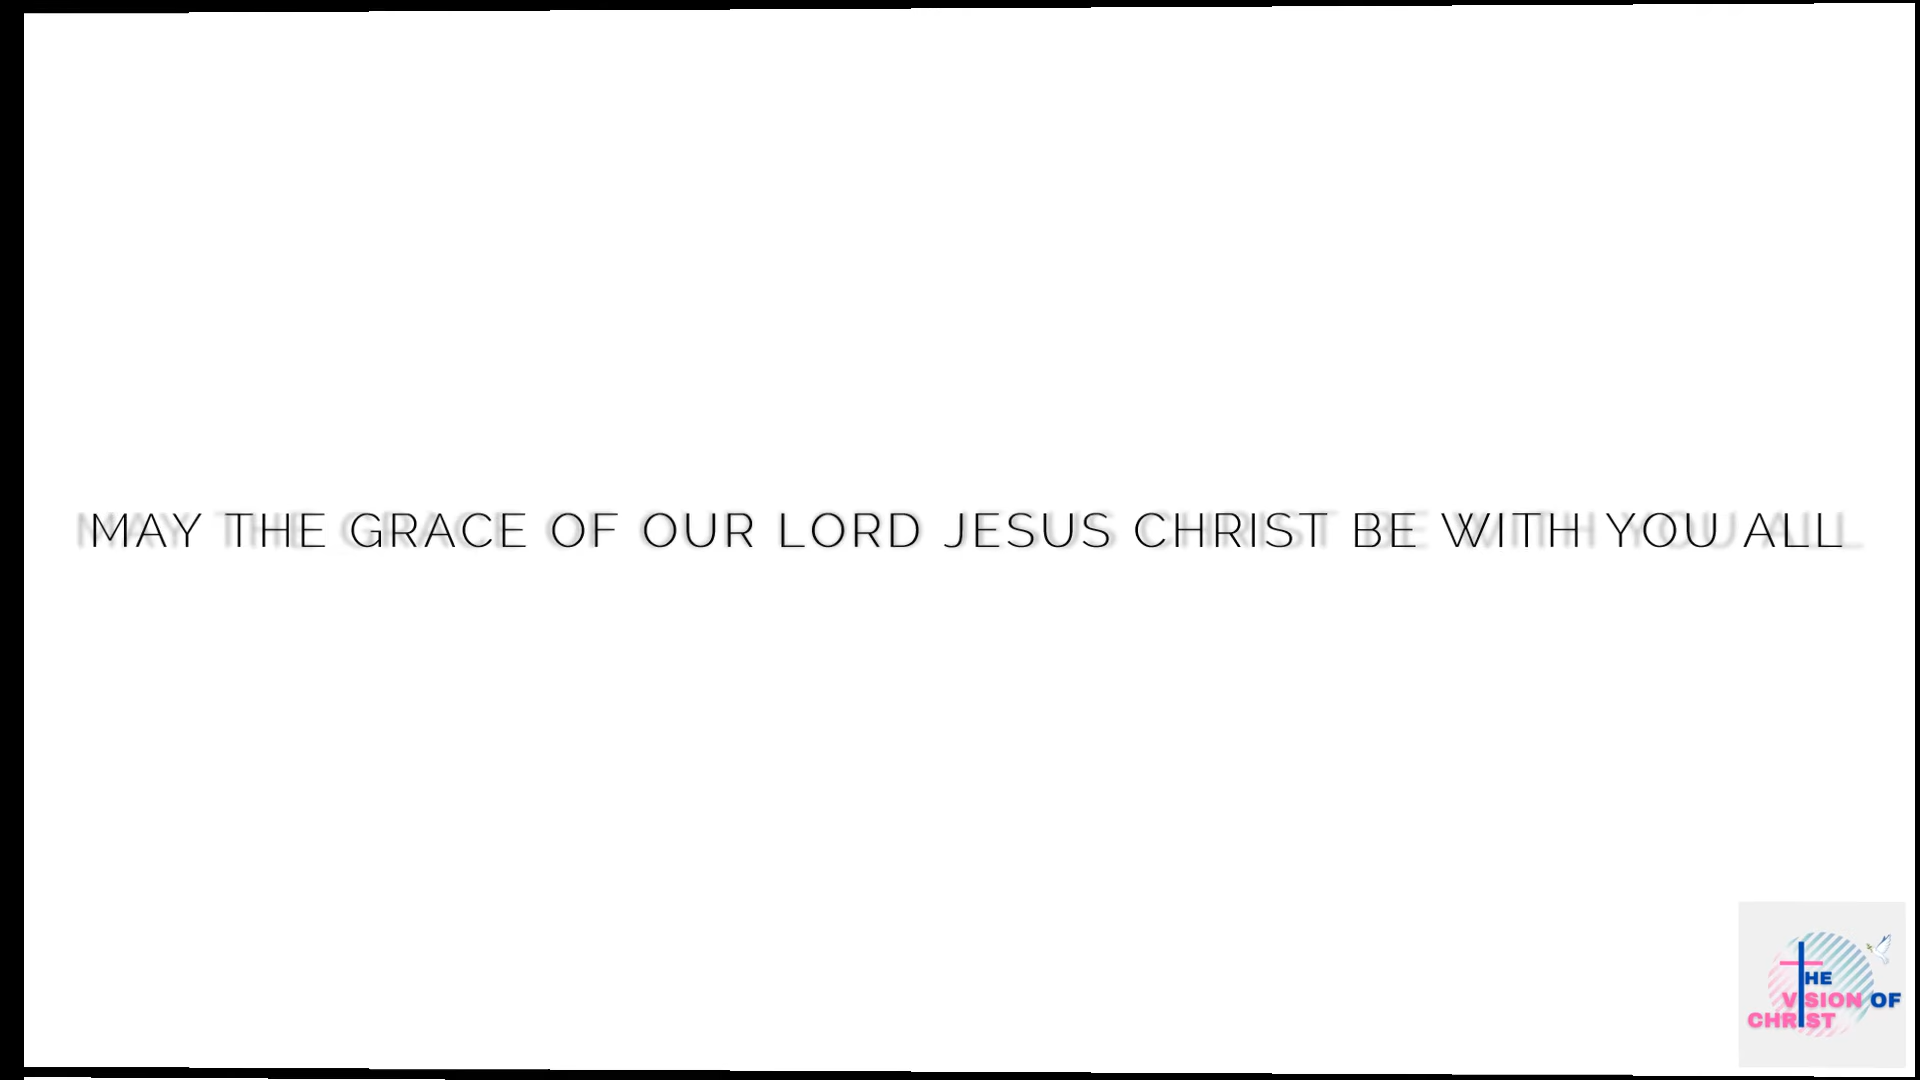 MAY THE GRACE OF OUR LORD JESUS CHRIST BE WITH YOU ALL
THE
VISION OF
CHRIST